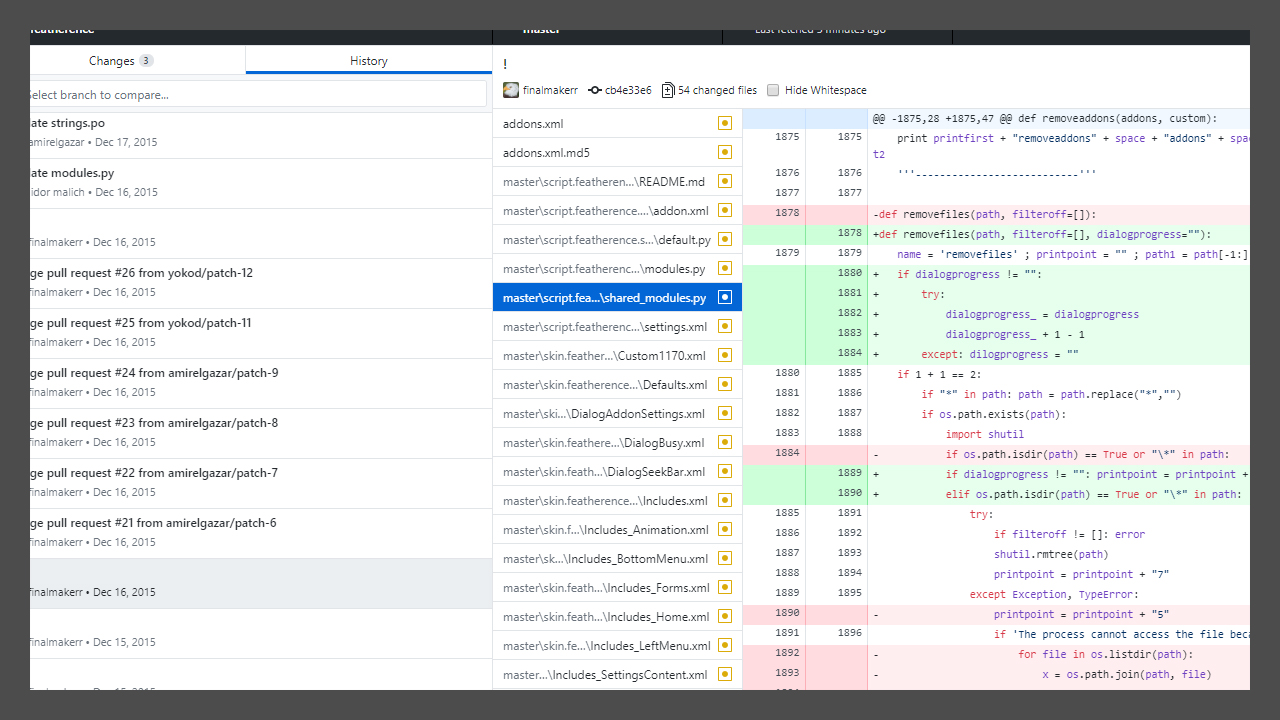 featherence
master
Last fetched 5 minutes ago
Changes 3
History
Select branch to compare...
ate strings.po
amirelgazar • Dec 17, 2015
ate modules.py
idor malich • Dec 16, 2015
finalmakerr • Dec 16, 2015
ge pull request #26 from yokod/patch-12
finalmakerr • Dec 16, 2015
ge pull request #25 from yokod/patch-11
finalmakerr • Dec 16, 2015
ge pull request #24 from amirelgazar/patch-9
finalmakerr • Dec 16, 2015
ge pull request #23 from amirelgazar/patch-8
finalmakerr • Dec 16, 2015
ge pull request #22 from amirelgazar/patch-7
finalmakerr • Dec 16, 2015
ge pull request #21 from amirelgazar/patch-6
finalmakerr • Dec 16, 2015
finalmakerr • Dec 16, 2015
finalmakerr • Dec 15, 2015
finalmakerr • Dec 15, 2015
!
finalmakerr cb4e33e6 54 changed files Hide Whitespace
addons.xml
addons.xml.md5
master\script.featheren...\README.md
master\script.featherence....\addon.xml
master\script.featherence.s...\default.py
master\script.featherenc...\modules.py
master\script.fea...\shared_modules.py
master\script.featherenc...\settings.xml
master\skin.feather...\Custom1170.xml
master\skin.featherence...\Defaults.xml
master\ski...\DialogAddonSettings.xml
master\skin.feathere...\DialogBusy.xml
master\skin.feath...\DialogSeekBar.xml
master\skin.featherence...\Includes.xml
master\skin.f...\Includes_Animation.xml
master\sk...\Includes_BottomMenu.xml
master\skin.feath...\Includes_Forms.xml
master\skin.feath...\Includes_Home.xml
master\skin.fe...\Includes_LeftMenu.xml
master...\Includes_SettingsContent.xml
@@ -1875,28 +1875,47 @@ def removeaddons(addons, custom):
1875 1875 print printfirst + "removeaddons" + space + "addons" + spac
t2
1876 1876 '''---------------------------'''
1877 1877
1878 -def removefiles(path, filteroff=[]):
1878 +def removefiles(path, filteroff=[], dialogprogress=""):
1879 1879 name = 'removefiles' ; printpoint = "" ; path1 = path[-1:]
1880 + if dialogprogress != "":
1881 + try:
1882 + dialogprogress_ = dialogprogress
1883 + dialogprogress_ + 1 - 1
1884 + except: dilogprogress = ""
1880 1885 if 1 + 1 == 2:
1881 1886 if "*" in path: path = path.replace("*","")
1882 1887 if os.path.exists(path):
1883 1888 import shutil
1884 - if os.path.isdir(path) == True or "\*" in path:
1889 + if dialogprogress != "": printpoint = printpoint +
1890 + elif os.path.isdir(path) == True or "\*" in path:
1885 1891 try:
1886 1892 if filteroff != []: error
1887 1893 shutil.rmtree(path)
1888 1894 printpoint = printpoint + "7"
1889 1895 except Exception, TypeError:
1890 - printpoint = printpoint + "5"
1891 1896 if 'The process cannot access the file beca
1892 - for file in os.listdir(path):
1893 - x = os.path.join(path, file)